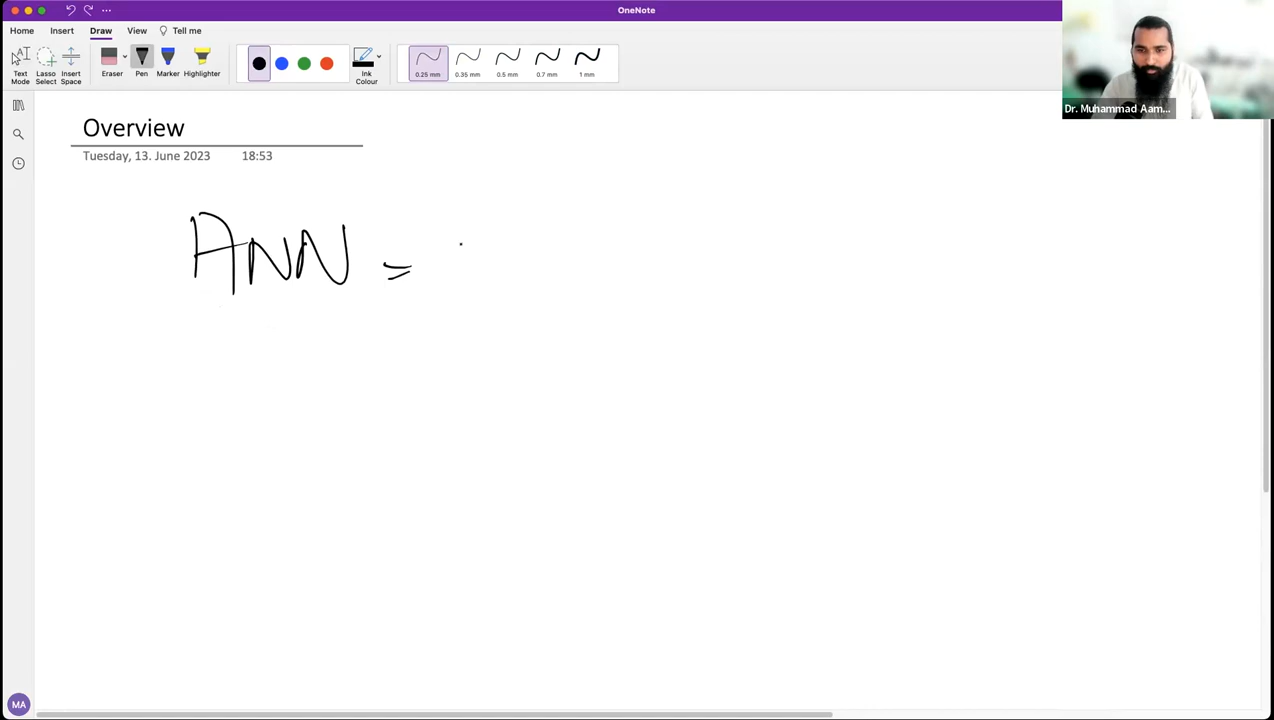 OneNote
Home Insert Draw View Tell me
Text Mode
Lasso Select
Insert Space
Eraser
Pen
Marker
Highlighter
Ink Colour
0.25 mm
0.35 mm
0.5 mm
0.7 mm
1 mm
Dr. Muhammad Aam...
Overview
Tuesday, 13. June 2023 18:53
ANN =
MA